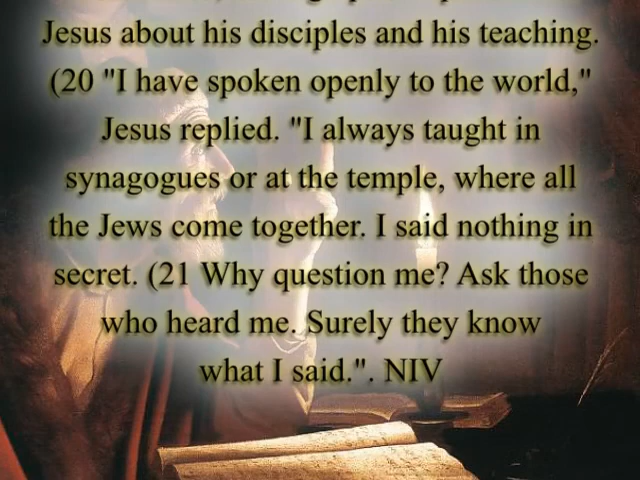 Jesus about his disciples and his teaching.
(20 "I have spoken openly to the world,"
Jesus replied. "I always taught in
synagogues or at the temple, where all
the Jews come together. I said nothing in
secret. (21 Why question me? Ask those
who heard me. Surely they know
what I said.". NIV